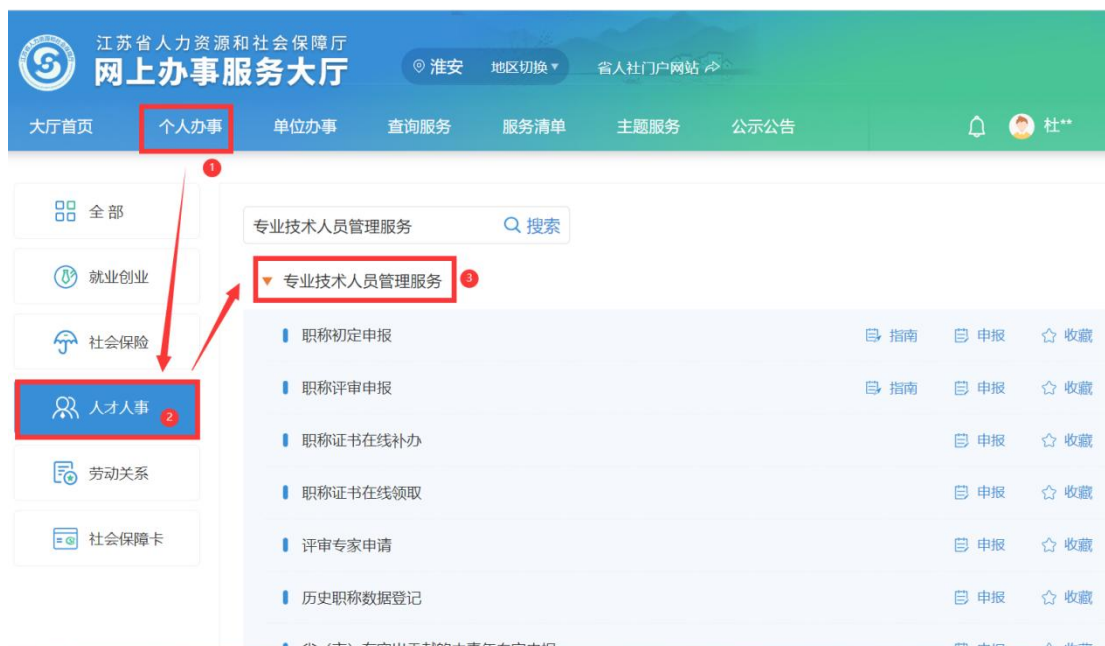 江苏省人力资源和社会保障厅
网上办事服务大厅
淮安 地区切换 省人社门户网站
大厅首页 个人办事 单位办事 查询服务 服务清单 主题服务 公示公告 杜**
1
全部
专业技术人员管理服务 搜索
就业创业
专业技术人员管理服务 3
社会保险
职称初定申报 指南 申报 收藏
人才人事 2
职称评审申报 指南 申报 收藏
职称证书在线补办 申报 收藏
劳动关系
职称证书在线领取 申报 收藏
社会保障卡
评审专家申请 申报 收藏
历史职称数据登记 申报 收藏